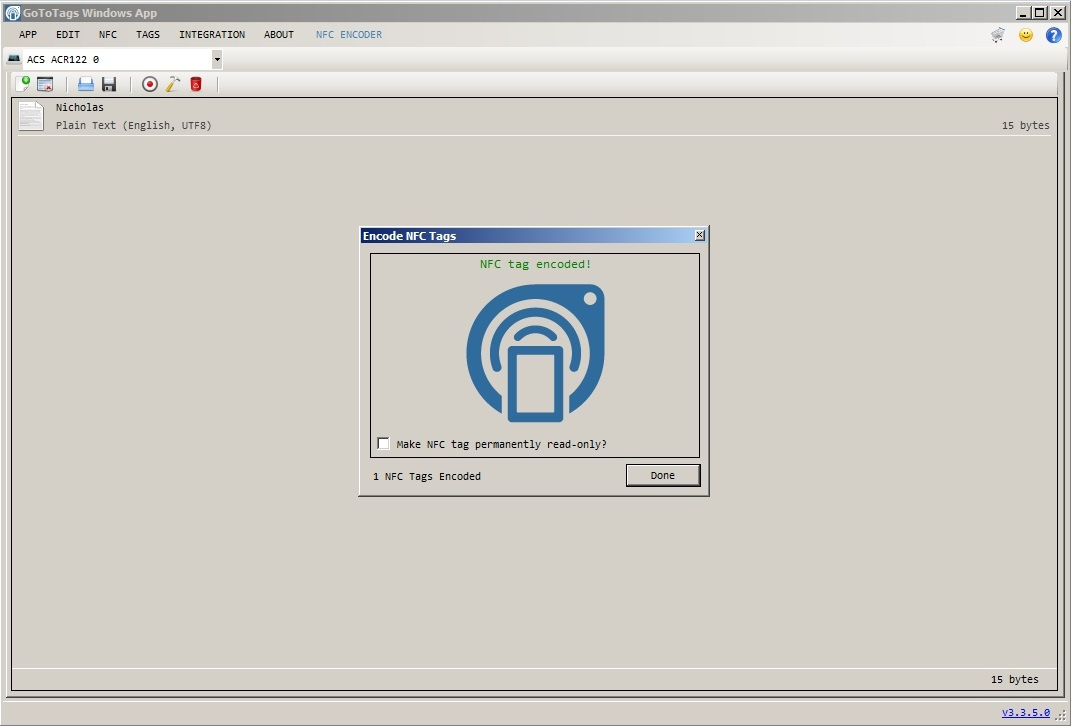 GoToTags Windows App
APP EDIT NFC TAGS INTEGRATION ABOUT NFC ENCODER
ACS ACR122 0
Nicholas
Plain Text (English, UTF8) 15 bytes
Encode NFC Tags
NFC tag encoded!
Make NFC tag permanently read-only?
1 NFC Tags Encoded Done
15 bytes
v3.3.5.0